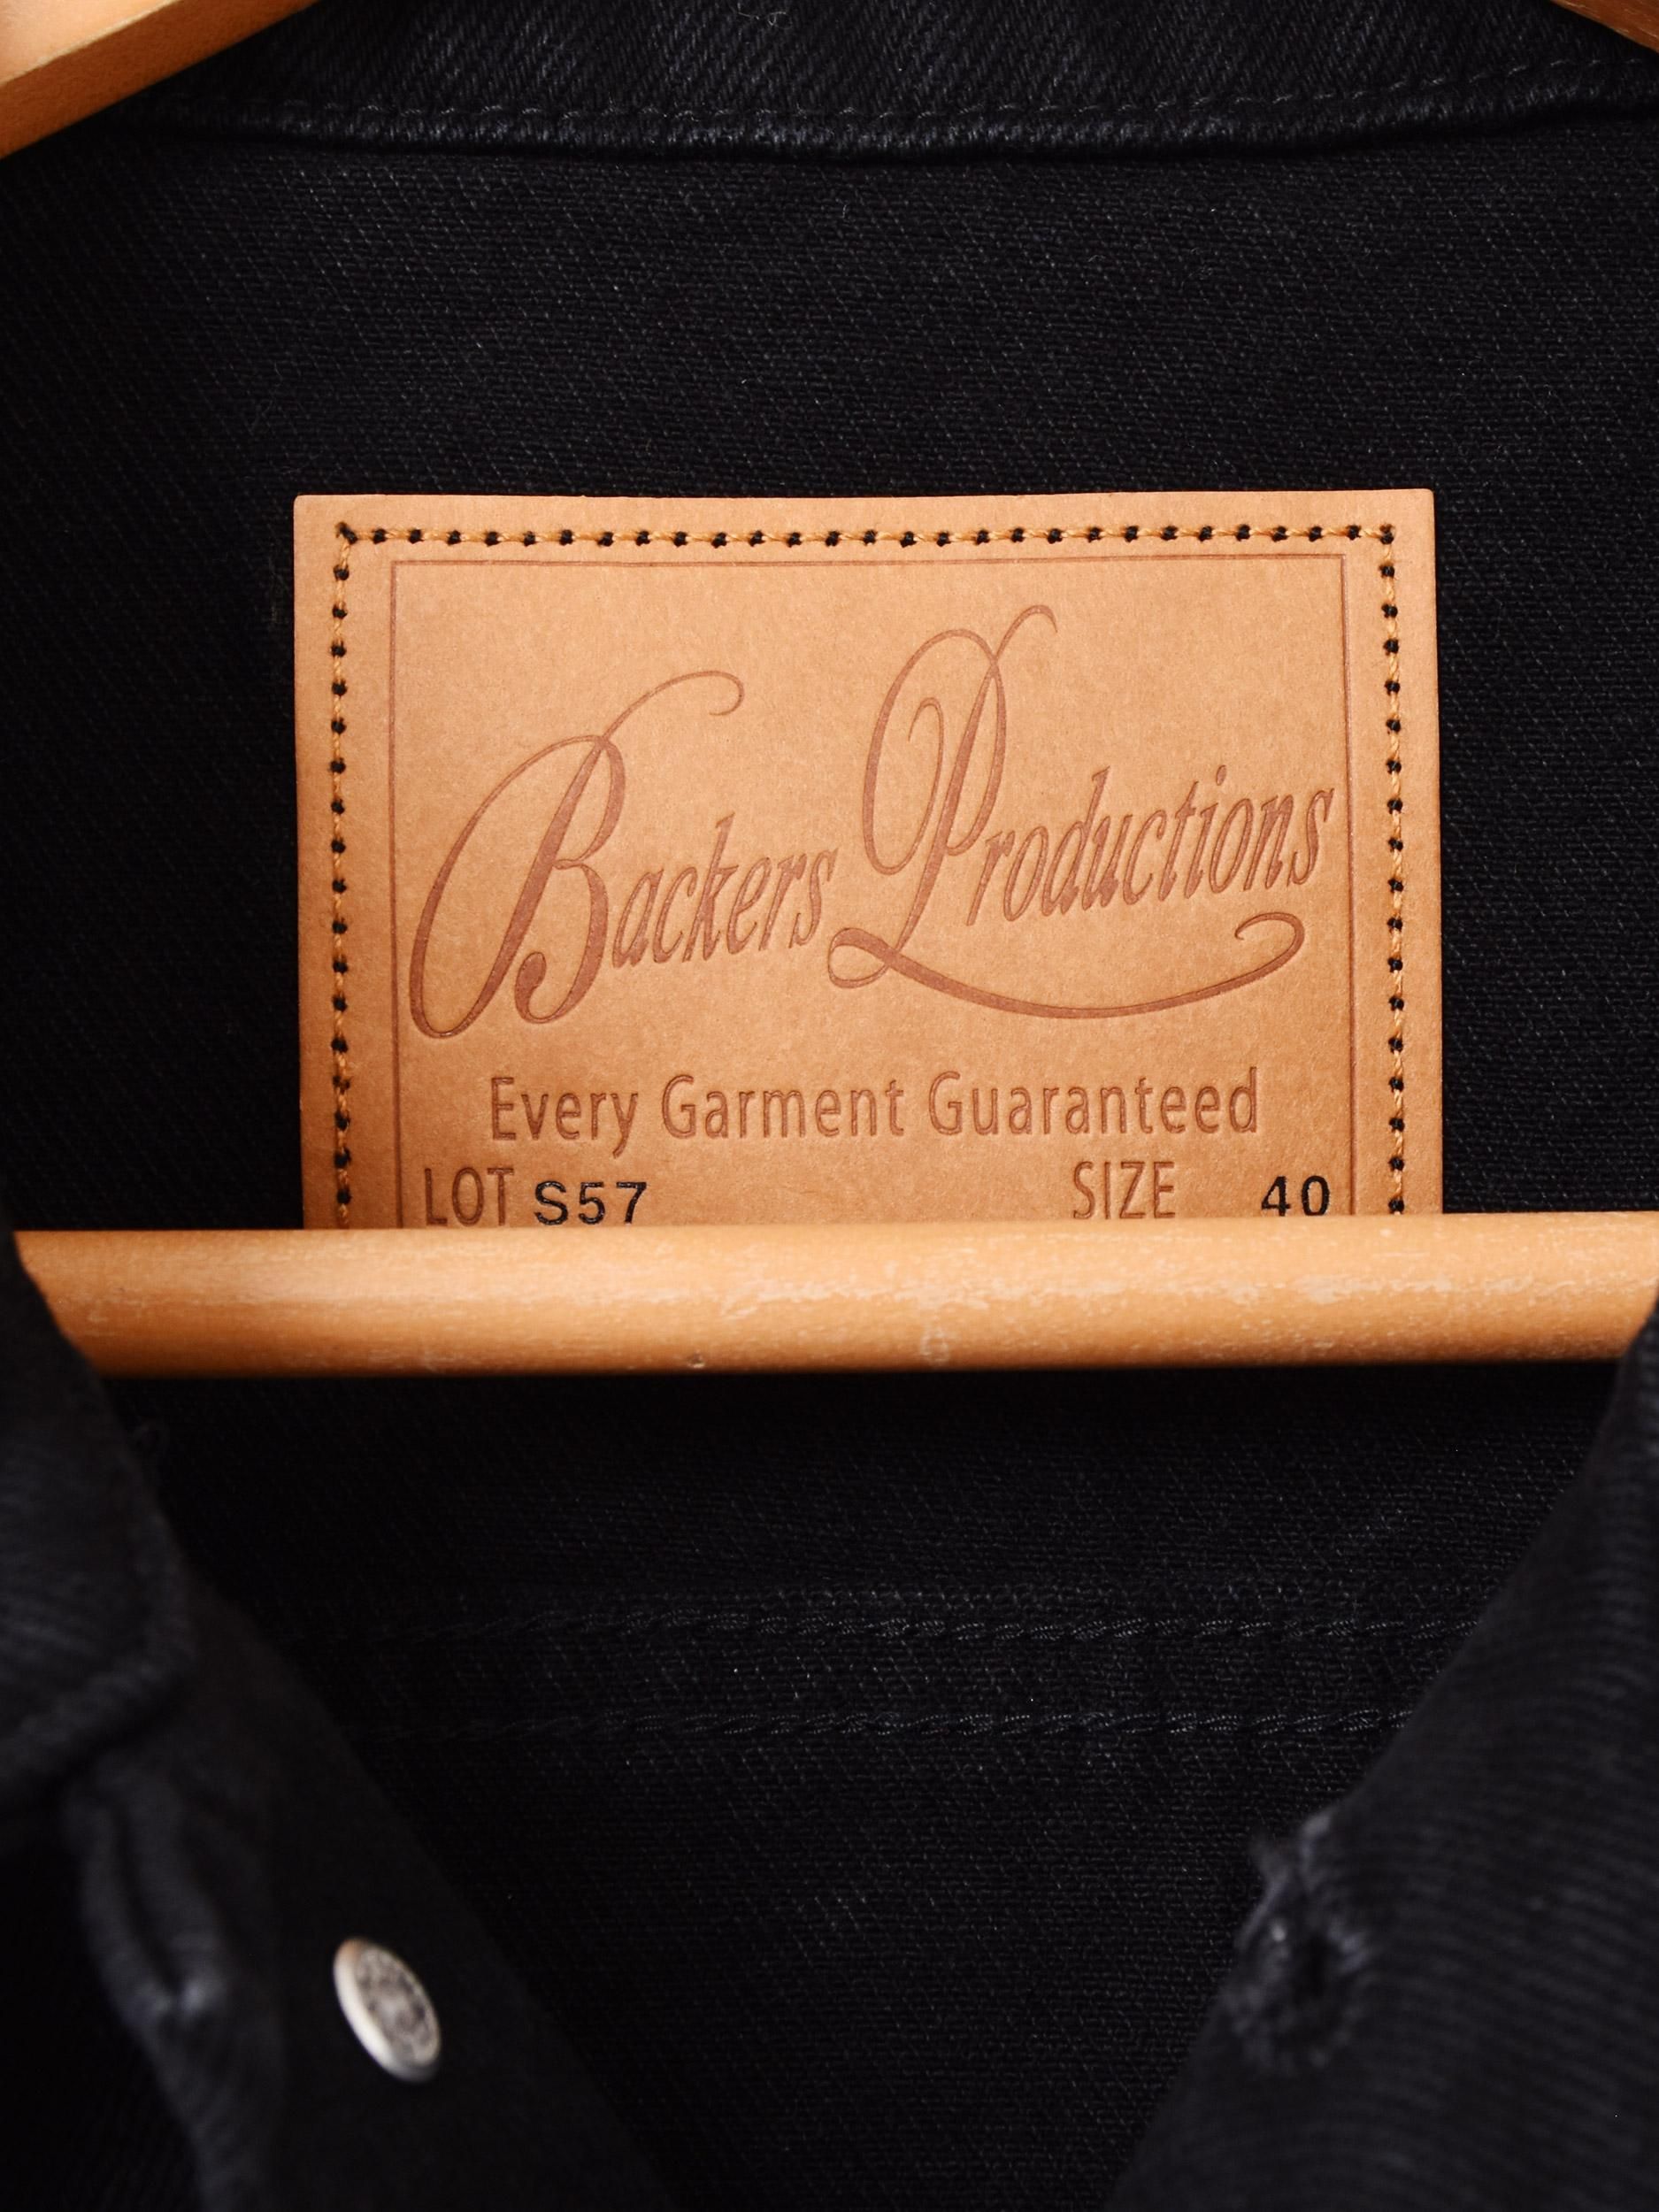 Backers Productions
Every Garment Guaranteed
LOT S57 SIZE 40